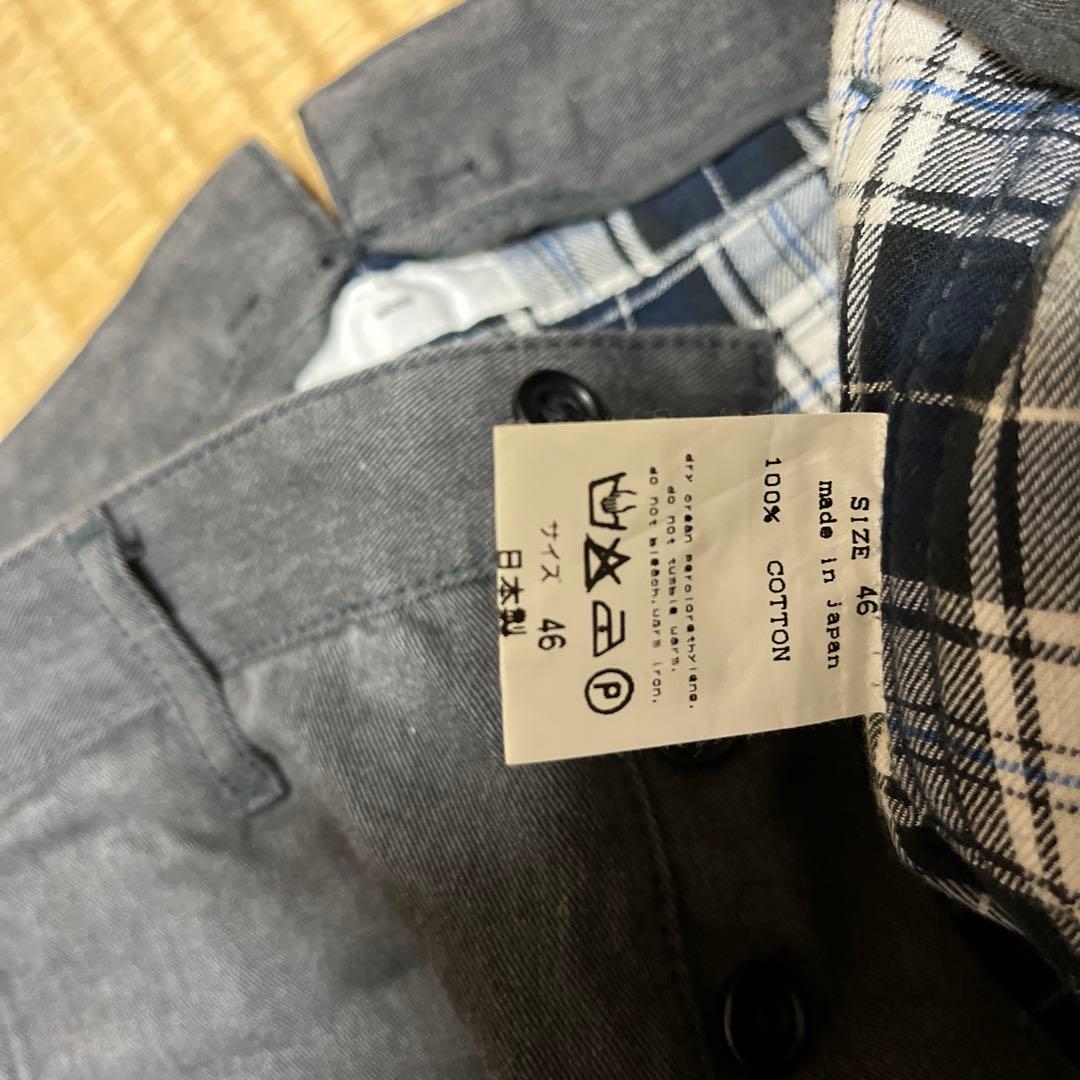 SIZE 46
made in japan
100% COTTON
dry crean perclorethylene.
do not tumble warm.
do not bleach,warm iron.
P
サイズ 46
日本製